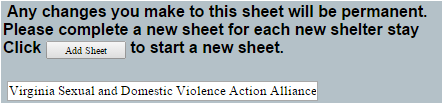 Any changes you make to this sheet will be permanent.
Please complete a new sheet for each new shelter stay
Click Add Sheet to start a new sheet.
Virginia Sexual and Domestic Violence Action Alliance